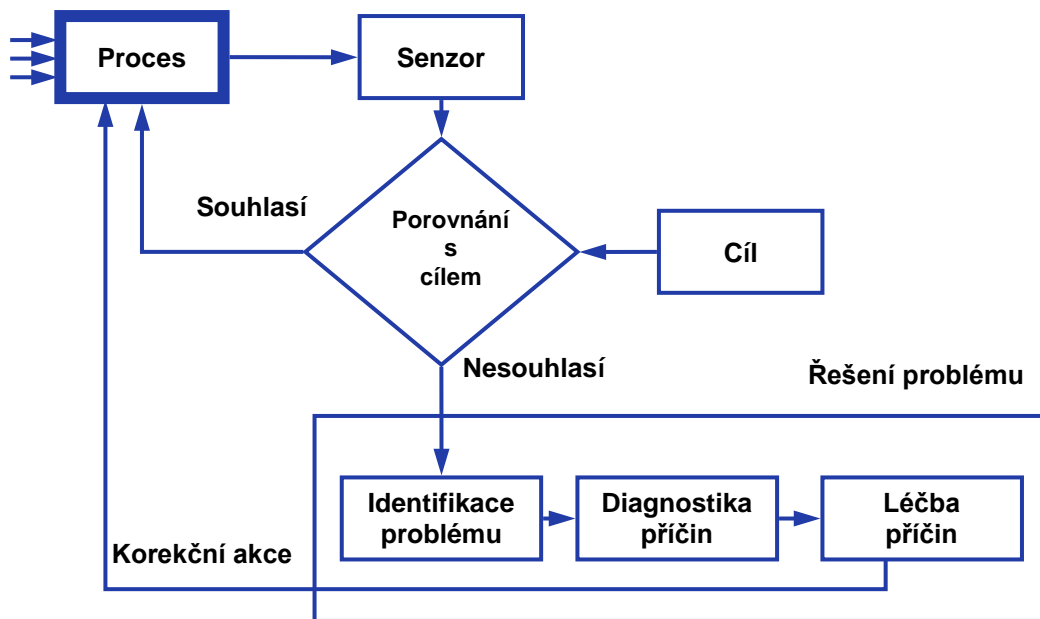 Proces
Senzor
Souhlasí
Porovnání
s
cílem
Cíl
Nesouhlasí
Řešení problému
Identifikace
problému
Diagnostika
příčin
Léčba
příčin
Korekční akce